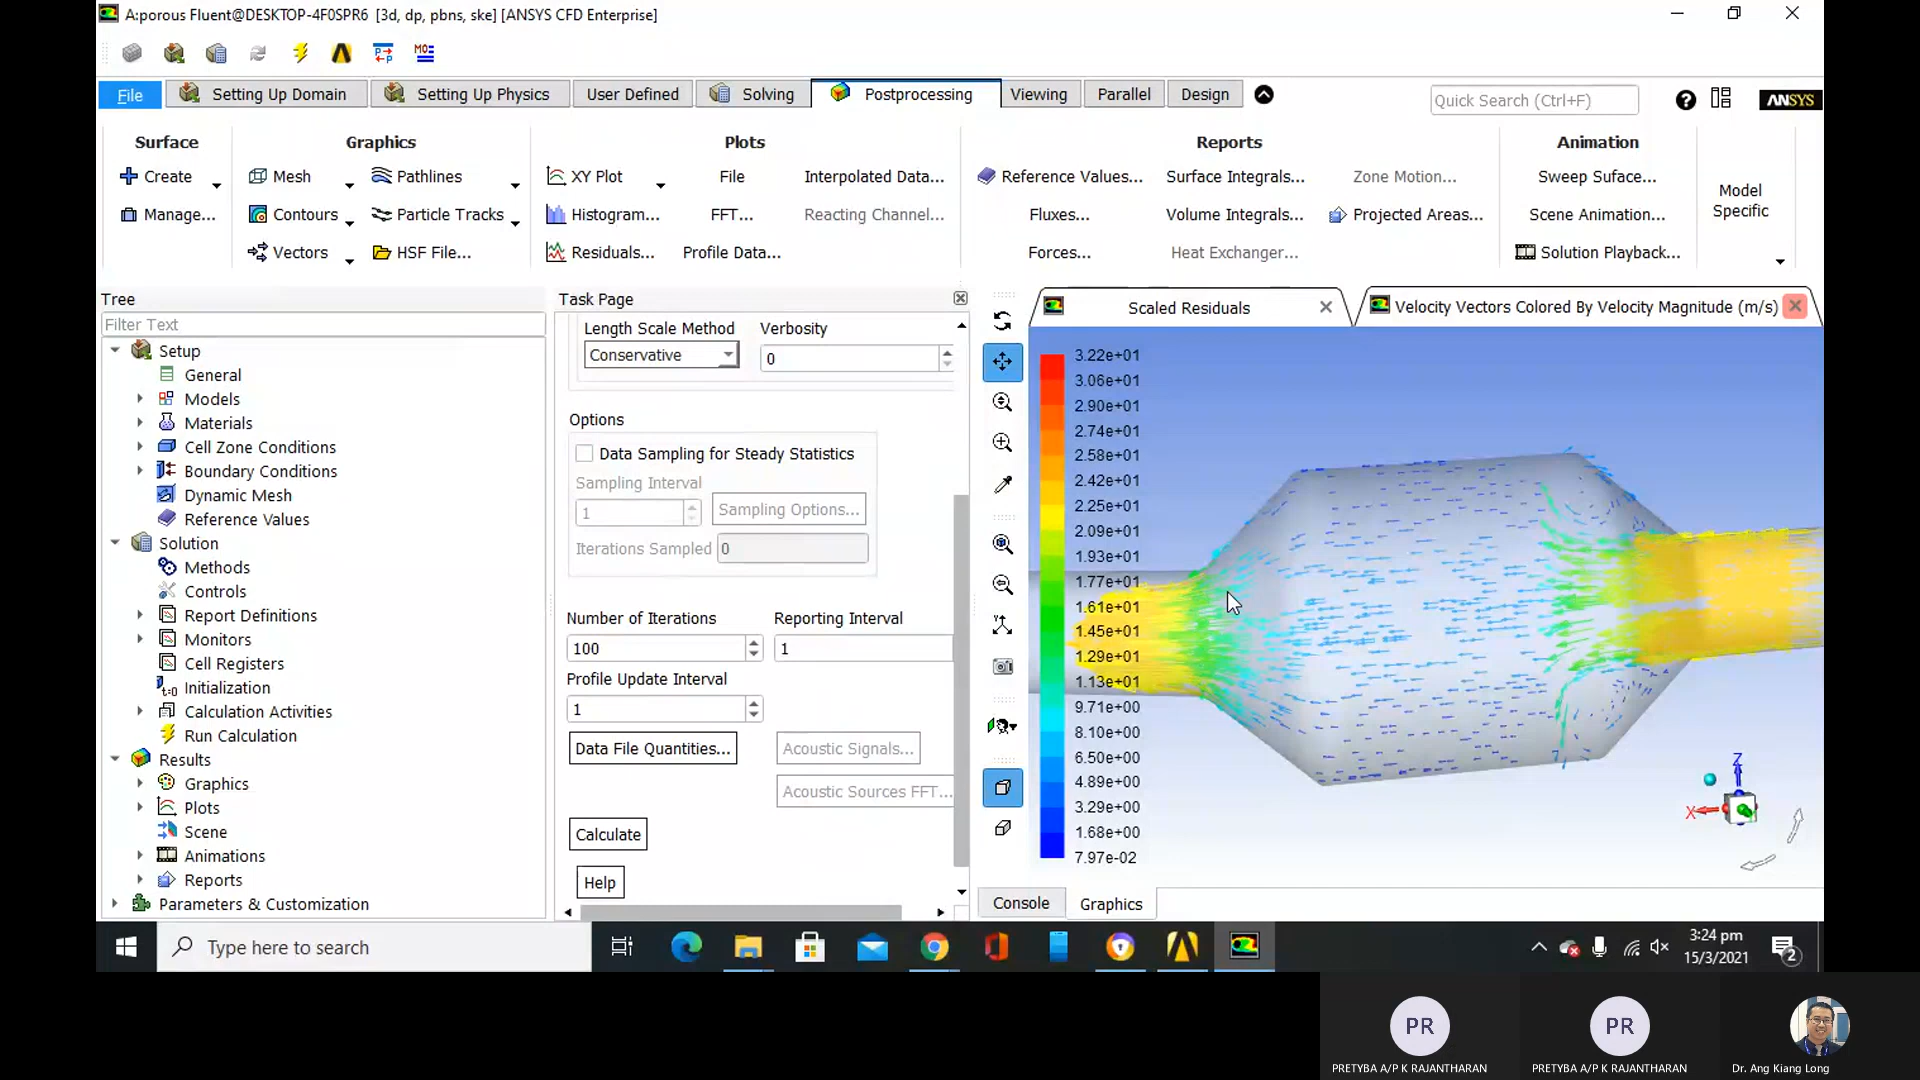 A:porous Fluent@DESKTOP-4F0SPR6 [3d, dp, pbns, ske] [ANSYS CFD Enterprise]
File
Setting Up Domain
Setting Up Physics
User Defined
Solving
Postprocessing
Viewing
Parallel
Design
Quick Search (Ctrl+F)
ANSYS
Surface
Create
Manage...
Graphics
Mesh
Contours
Vectors
Pathlines
Particle Tracks
HSF File...
Plots
XY Plot
Histogram...
Residuals...
File
FFT...
Profile Data...
Interpolated Data...
Reacting Channel...
Reports
Reference Values...
Fluxes...
Forces...
Surface Integrals...
Volume Integrals...
Heat Exchanger...
Zone Motion...
Projected Areas...
Animation
Sweep Suface...
Scene Animation...
Solution Playback...
Model
Specific
Tree
Filter Text
Setup
General
Models
Materials
Cell Zone Conditions
Boundary Conditions
Dynamic Mesh
Reference Values
Solution
Methods
Controls
Report Definitions
Monitors
Cell Registers
Initialization
Calculation Activities
Run Calculation
Results
Graphics
Plots
Scene
Animations
Reports
Parameters & Customization
Task Page
Length Scale Method
Verbosity
Conservative
0
Options
Data Sampling for Steady Statistics
Sampling Interval
1
Sampling Options...
Iterations Sampled 0
Number of Iterations
Reporting Interval
100
1
Profile Update Interval
1
Data File Quantities...
Acoustic Signals...
Acoustic Sources FFT...
Calculate
Help
Scaled Residuals
Velocity Vectors Colored By Velocity Magnitude (m/s)
3.22e+01
3.06e+01
2.90e+01
2.74e+01
2.58e+01
2.42e+01
2.25e+01
2.09e+01
1.93e+01
1.77e+01
1.61e+01
1.45e+01
1.29e+01
1.13e+01
9.71e+00
8.10e+00
6.50e+00
4.89e+00
3.29e+00
1.68e+00
7.97e-02
Z
X
Console
Graphics
Type here to search
3:24 pm
15/3/2021
2
PR
PRETYBA A/P K RAJANTHARAN
PR
PRETYBA A/P K RAJANTHARAN
Dr. Ang Kiang Long